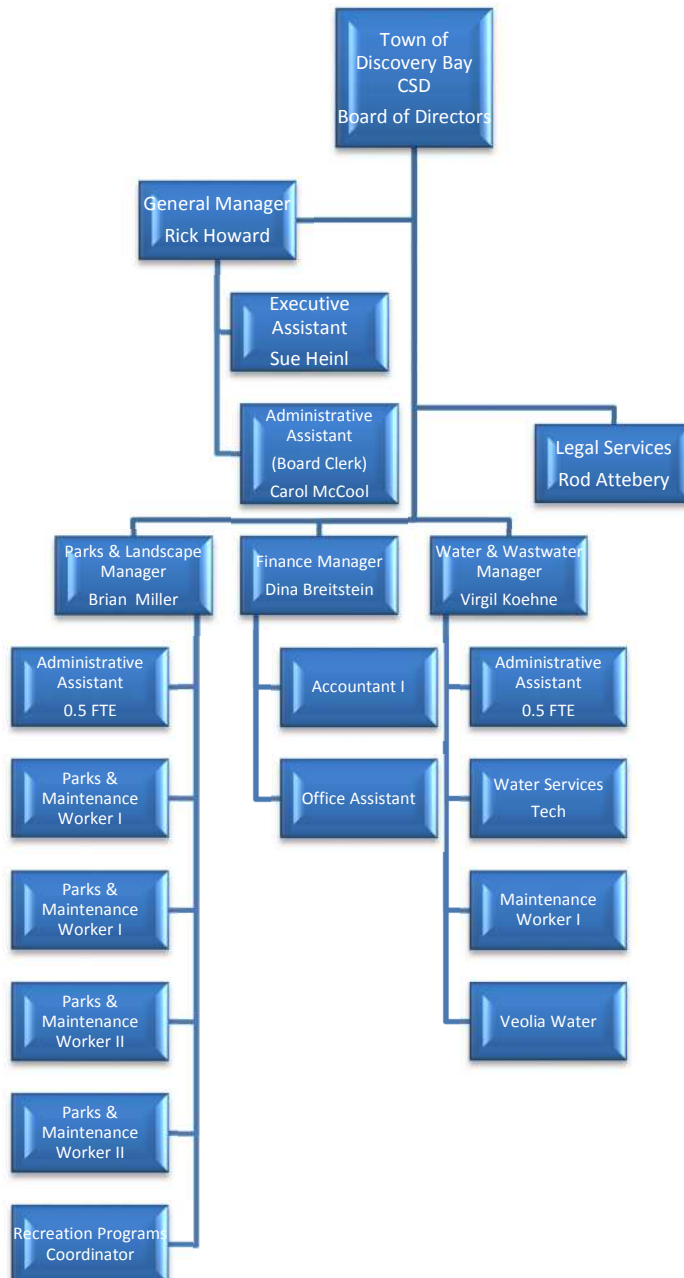 Town of
Discovery Bay
CSD
Board of Directors
General Manager
Rick Howard
Executive
Assistant
Sue Heinl
Administrative
Assistant
(Board Clerk)
Carol McCool
Legal Services
Rod Attebery
Parks & Landscape
Manager
Brian Miller
Finance Manager
Dina Breitstein
Water & Wastwater
Manager
Virgil Koehne
Administrative
Assistant
0.5 FTE
Parks &
Maintenance
Worker I
Parks &
Maintenance
Worker I
Parks &
Maintenance
Worker II
Parks &
Maintenance
Worker II
Recreation Programs
Coordinator
Accountant I
Office Assistant
Administrative
Assistant
0.5 FTE
Water Services
Tech
Maintenance
Worker I
Veolia Water